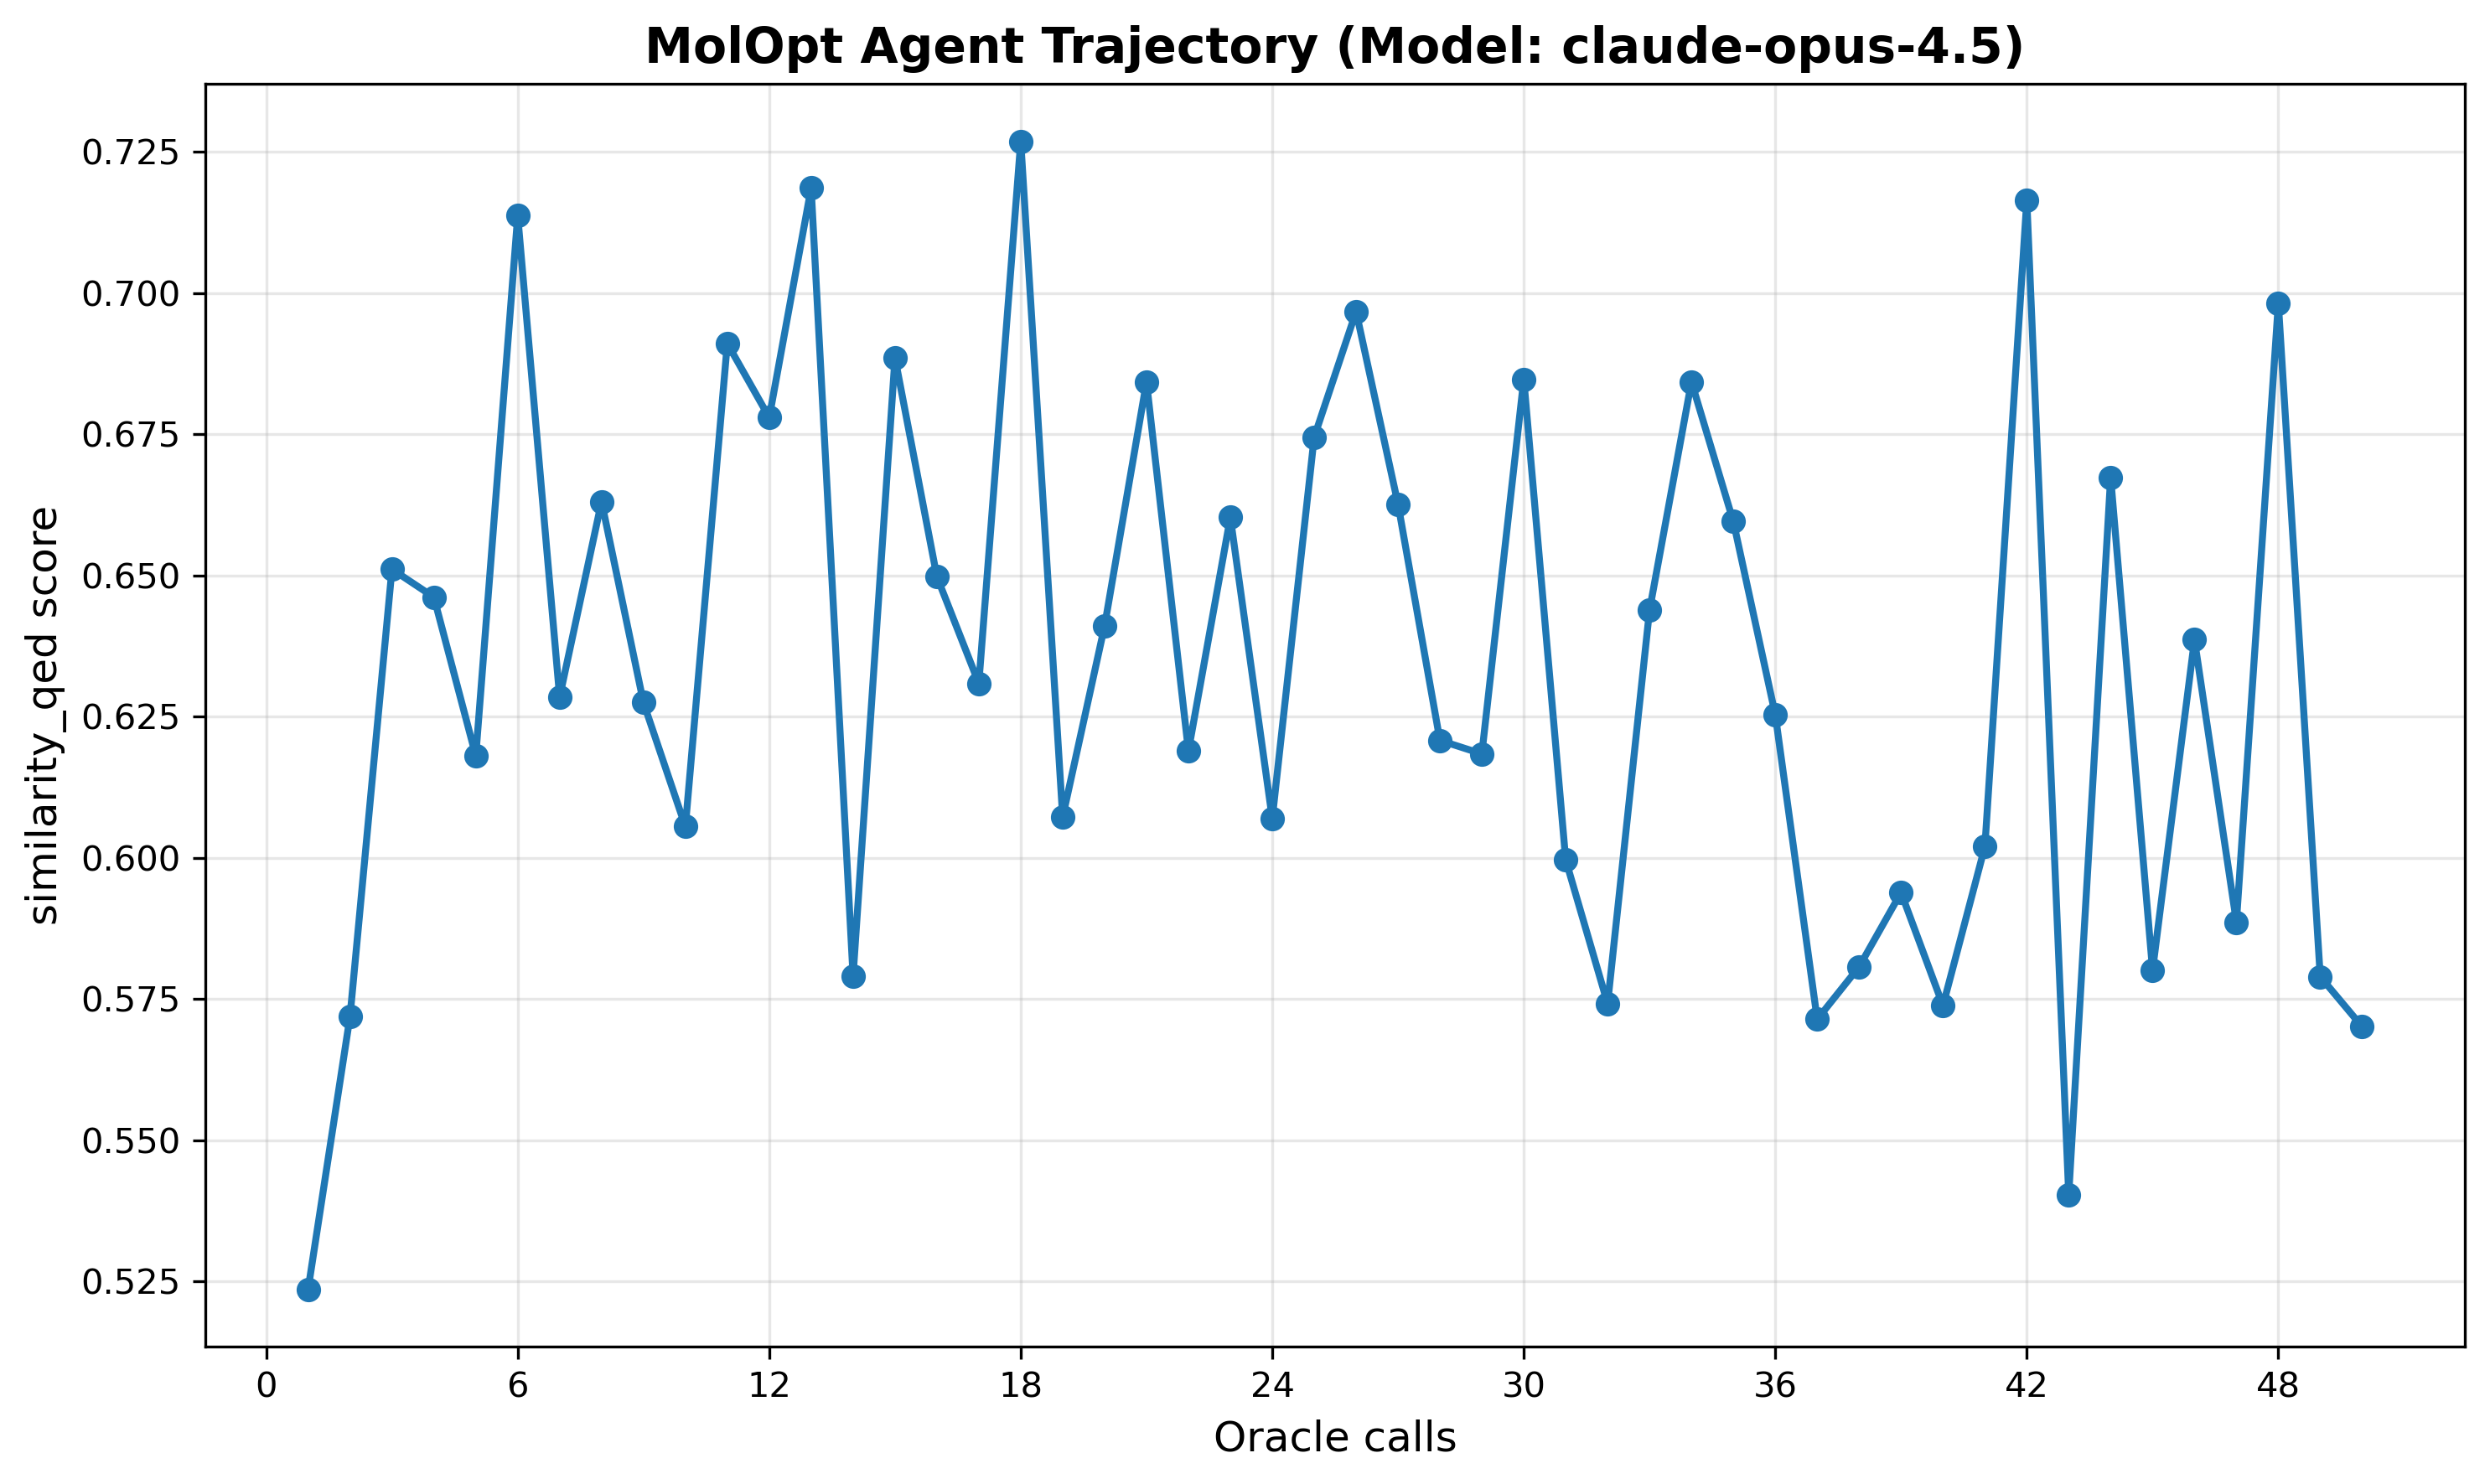 MolOpt Agent Trajectory (Model: claude-opus-4.5)
similarity_qed score
0.725
0.700
0.675
0.650
0.625
0.600
0.575
0.550
0.525
0 6 12 18 24 30 36 42 48
Oracle calls